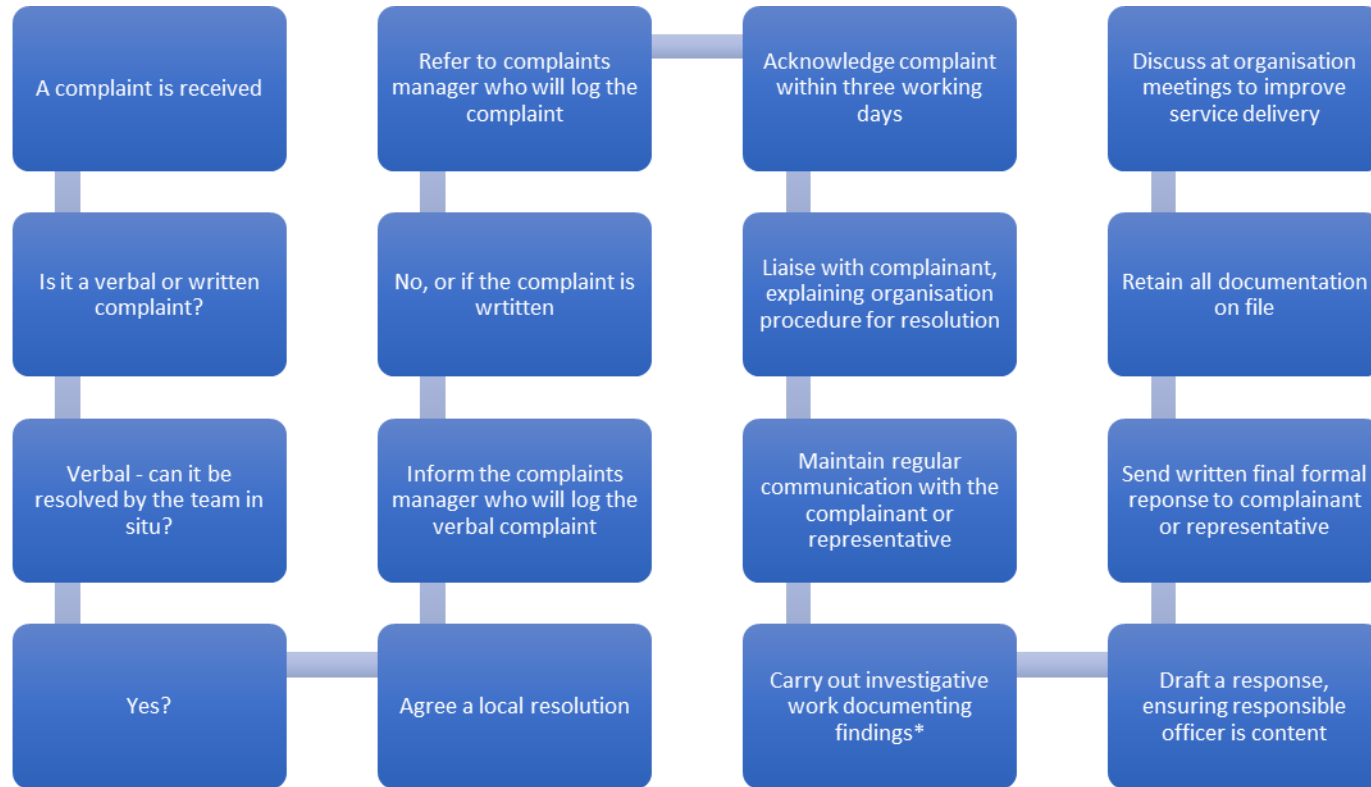 A complaint is received
Is it a verbal or written
complaint?
Verbal - can it be
resolved by the team in
situ?
Yes?
Agree a local resolution
Inform the complaints
manager who will log the
verbal complaint
No, or if the complaint is
wrtitten
Refer to complaints
manager who will log the
complaint
Acknowledge complaint
within three working
days
Liaise with complainant,
explaining organisation
procedure for resolution
Maintain regular
communication with the
complainant or
representative
Carry out investigative
work documenting
findings*
Draft a response,
ensuring responsible
officer is content
Send written final formal
reponse to complainant
or representative
Retain all documentation
on file
Discuss at organisation
meetings to improve
service delivery